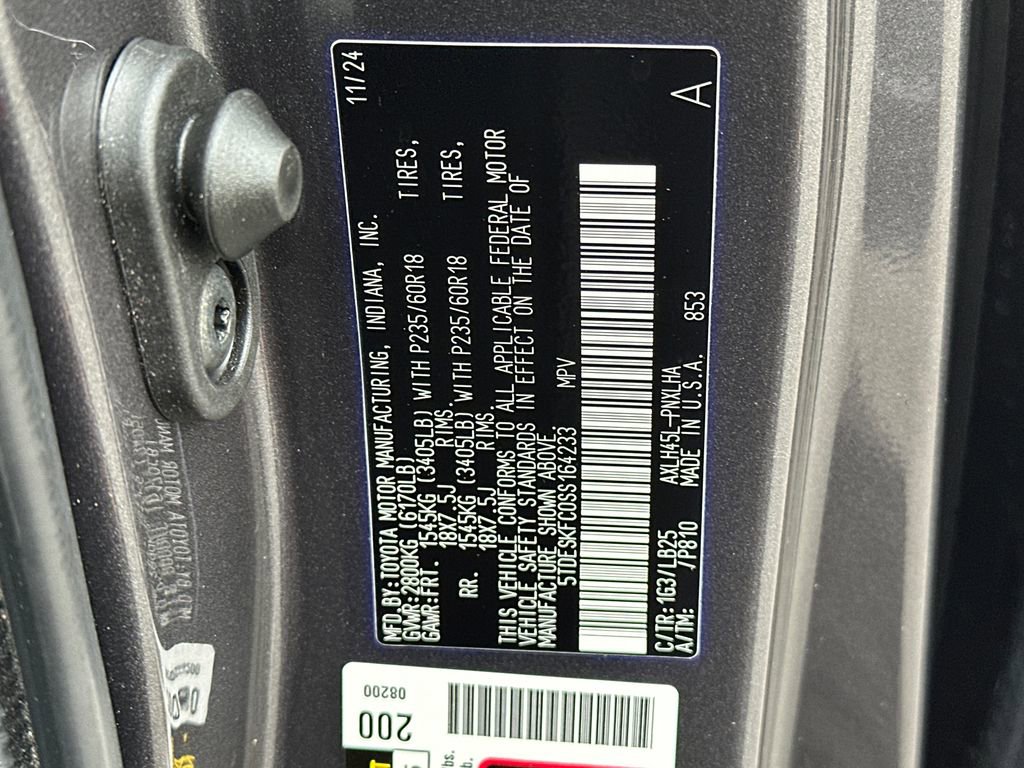 MFD.BY:TOYOTA MOTOR MANUFACTURING, INDIANA, INC. 11/24
GVWR:2800KG (6170LB)
GAWR:FRT. 1545KG (3405LB) WITH P235/60R18 TIRES,
18X7.5J RIMS.
RR. 1545KG (3405LB) WITH P235/60R18 TIRES,
18X7.5J RIMS.
THIS VEHICLE CONFORMS TO ALL APPLICABLE FEDERAL MOTOR
VEHICLE SAFETY STANDARDS IN EFFECT ON THE DATE OF
MANUFACTURE SHOWN ABOVE.
5TDESKFC0SS164233 MPV
C/TR:1G3/LB25 AXLH45L-PNXLHA 853 A
A/TM: /P810 MADE IN U.S.A.
08200
200